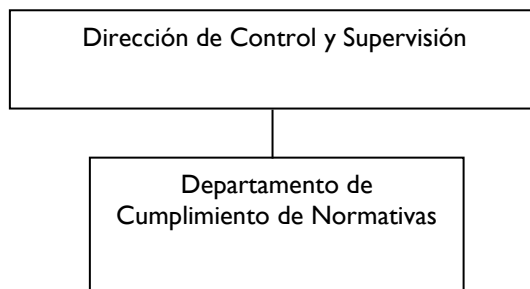 Dirección de Control y Supervisión
Departamento de
Cumplimiento de Normativas